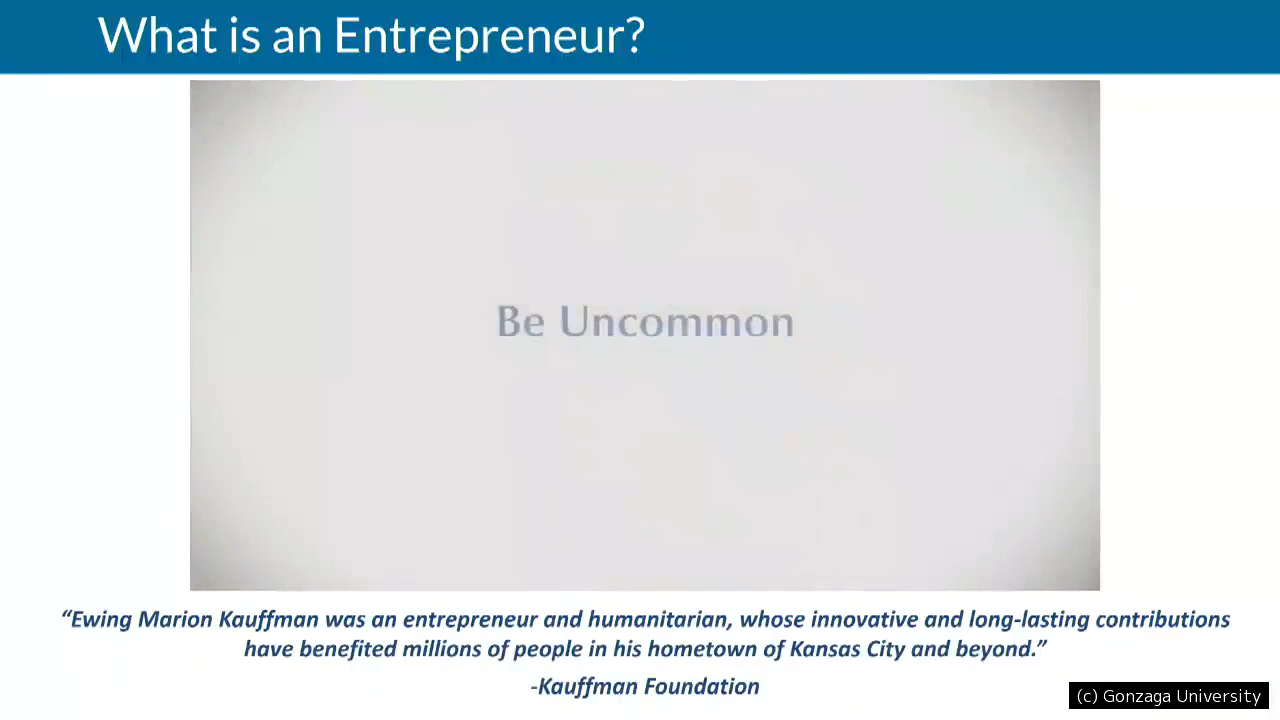 What is an Entrepreneur?
Be Uncommon
“Ewing Marion Kauffman was an entrepreneur and humanitarian, whose innovative and long-lasting contributions
have benefited millions of people in his hometown of Kansas City and beyond.”
-Kauffman Foundation
(c) Gonzaga University